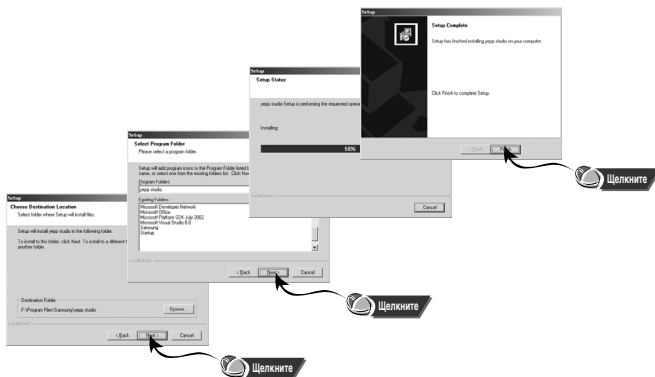 Setup
Choose Destination Location
Select folder where Setup will install files.
Setup will install yepp studio in the following folder.
To install to this folder, click Next. To install to a different f
another folder.
Destination Folder
F:\Program Files\Samsung\yepp studio
Browse...
InstallShield
< Back
Next >
Cancel
Щелкните
Setup
Select Program Folder
Please select a program folder.
Setup will add program icons to the Program Folder listed b
name, or select one from the existing folders list. Click Nex
Program Folders:
yepp studio
Existing Folders:
Microsoft Developer Network
Microsoft Office
Microsoft Platform SDK July 2002
Microsoft Visual Studio 6.0
Samsung
Startup
InstallShield
< Back
Next >
Cancel
Щелкните
Setup
Setup Status
yepp studio Setup is performing the requested opera
Installing:
58%
InstallShield
Cancel
Setup
Setup Complete
Setup has finished installing yepp studio on your computer.
Click Finish to complete Setup.
< Back
Finish
Щелкните